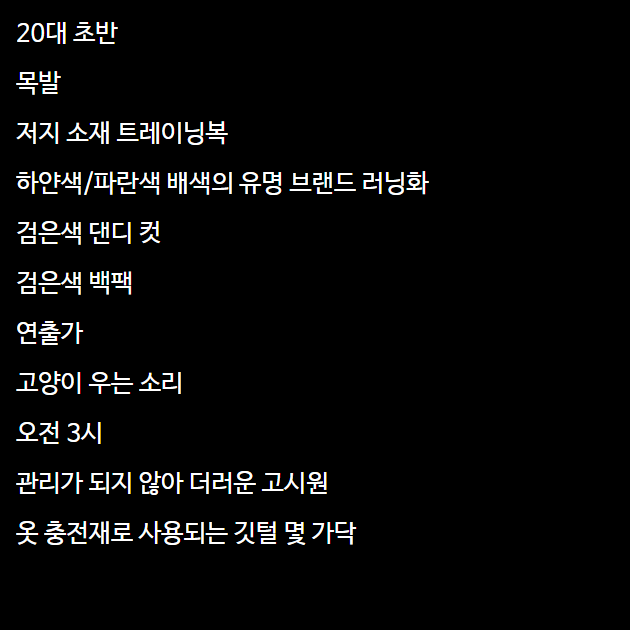 20대 초반
목발
저지 소재 트레이닝복
하얀색/파란색 배색의 유명 브랜드 러닝화
검은색 댄디 컷
검은색 백팩
연출가
고양이 우는 소리
오전 3시
관리가 되지 않아 더러운 고시원
옷 충전재로 사용되는 깃털 몇 가닥